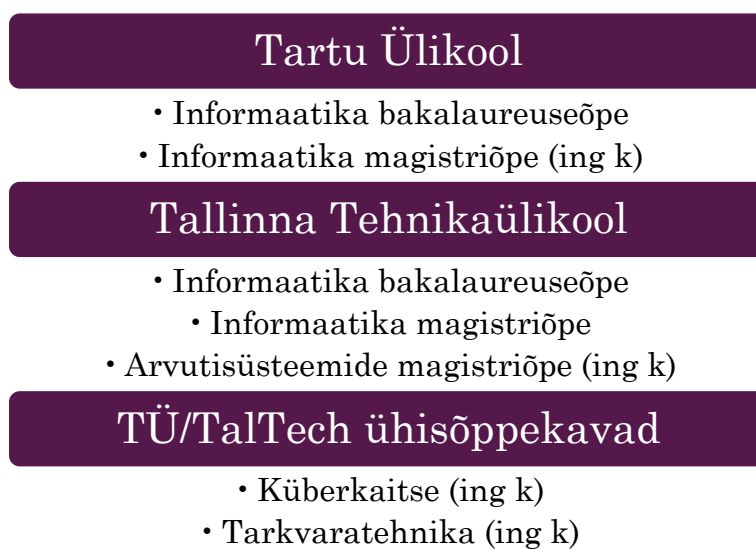 Tartu Ülikool
• Informaatika bakalaureuseõpe
• Informaatika magistriõpe (ing k)
Tallinna Tehnikaülikool
• Informaatika bakalaureuseõpe
• Informaatika magistriõpe
• Arvutisüsteemide magistriõpe (ing k)
TÜ/TalTech ühisõppekavad
• Küberkaitse (ing k)
• Tarkvaratehnika (ing k)